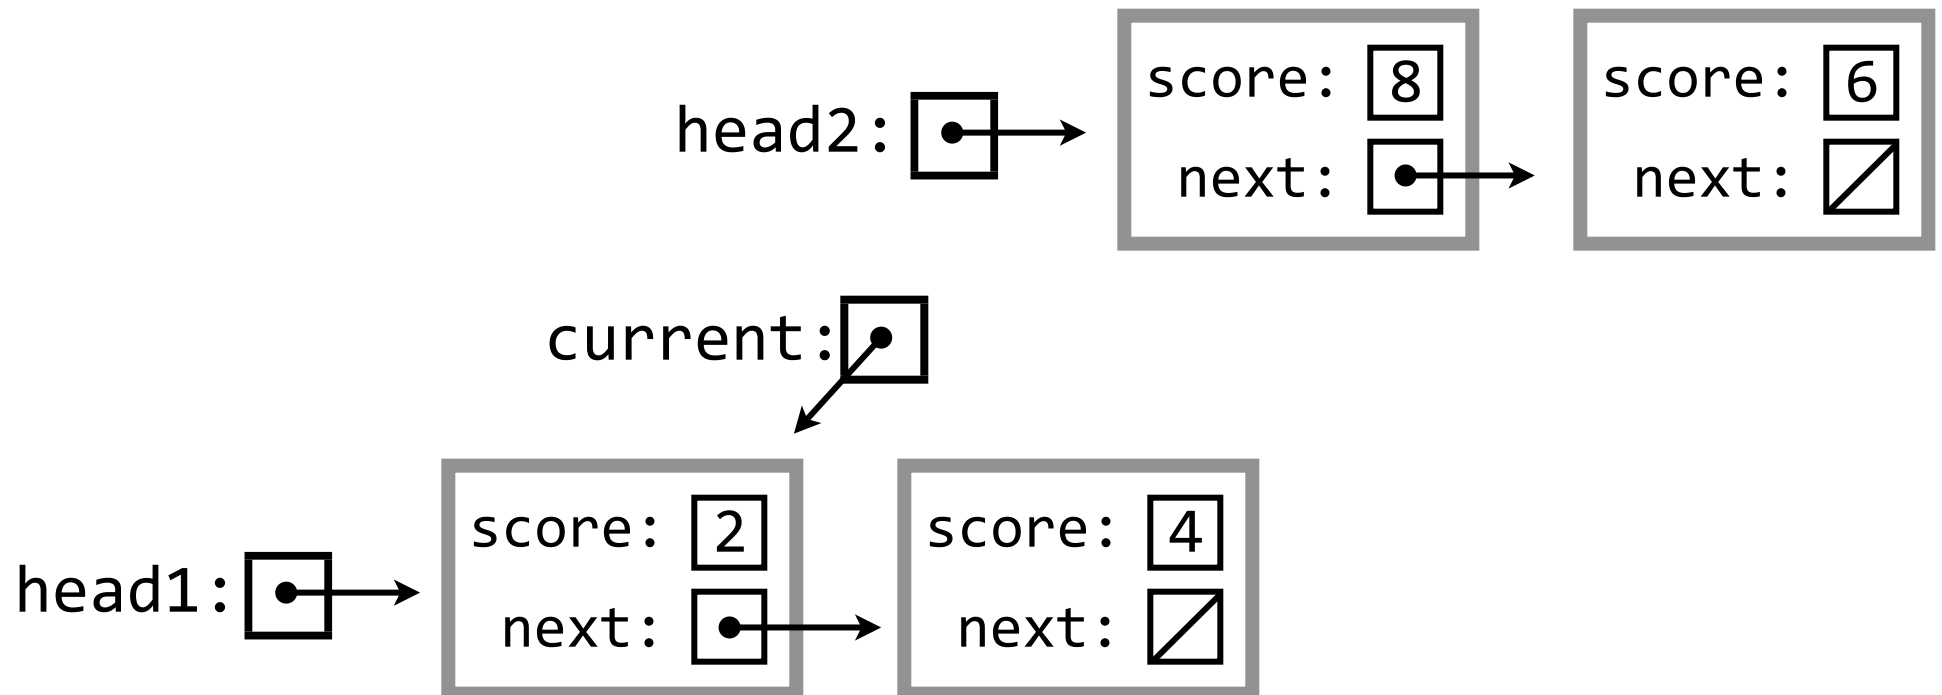 head2:
score: 8
next:
score: 6
next:
current:
head1:
score: 2
next:
score: 4
next: